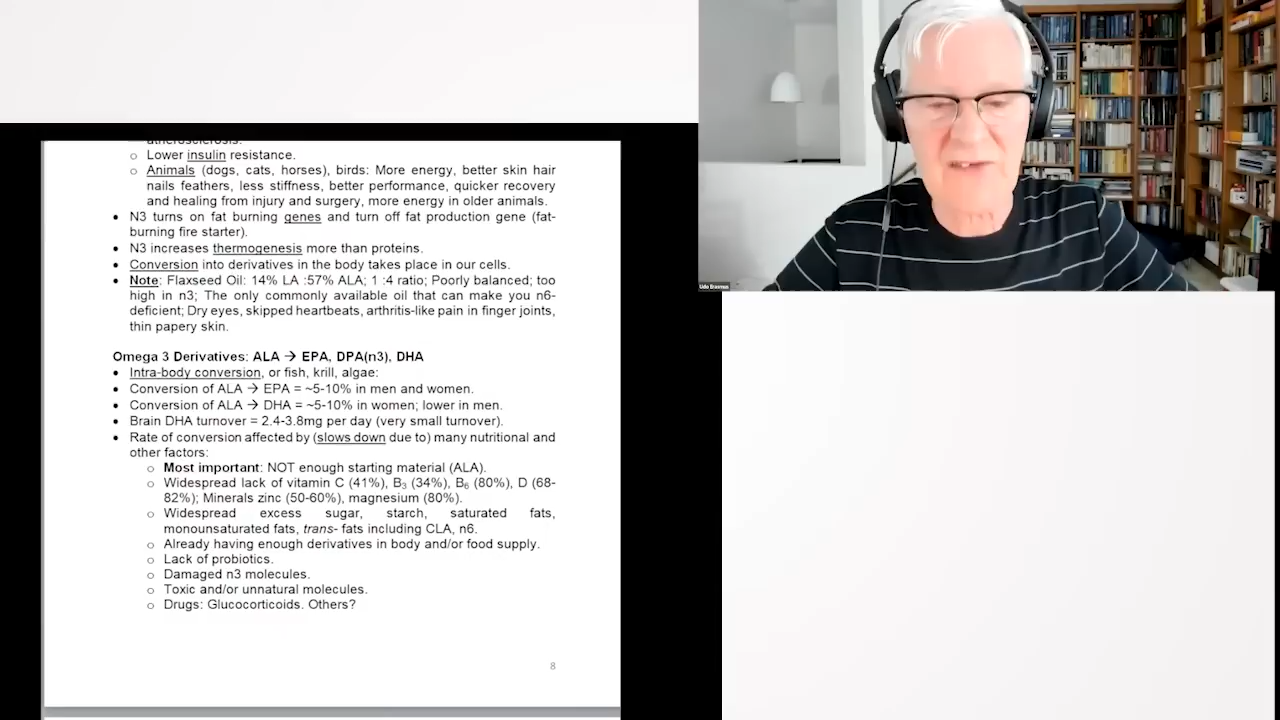 atherosclerosis.
o Lower insulin resistance.
o Animals (dogs, cats, horses), birds: More energy, better skin hair
nails feathers, less stiffness, better performance, quicker recovery
and healing from injury and surgery, more energy in older animals.
• N3 turns on fat burning genes and turn off fat production gene (fat-
burning fire starter).
• N3 increases thermogenesis more than proteins.
• Conversion into derivatives in the body takes place in our cells.
• Note: Flaxseed Oil: 14% LA :57% ALA; 1 :4 ratio; Poorly balanced; too
high in n3; The only commonly available oil that can make you n6-
deficient; Dry eyes, skipped heartbeats, arthritis-like pain in finger joints,
thin papery skin.
Omega 3 Derivatives: ALA → EPA, DPA(n3), DHA
• Intra-body conversion, or fish, krill, algae:
• Conversion of ALA → EPA = ~5-10% in men and women.
• Conversion of ALA → DHA = ~5-10% in women; lower in men.
• Brain DHA turnover = 2.4-3.8mg per day (very small turnover).
• Rate of conversion affected by (slows down due to) many nutritional and
other factors:
o Most important: NOT enough starting material (ALA).
o Widespread lack of vitamin C (41%), B₃ (34%), B₆ (80%), D (68-
82%); Minerals zinc (50-60%), magnesium (80%).
o Widespread excess sugar, starch, saturated fats,
monounsaturated fats, trans- fats including CLA, n6.
o Already having enough derivatives in body and/or food supply.
o Lack of probiotics.
o Damaged n3 molecules.
o Toxic and/or unnatural molecules.
o Drugs: Glucocorticoids. Others?
8
Udo Erasmus